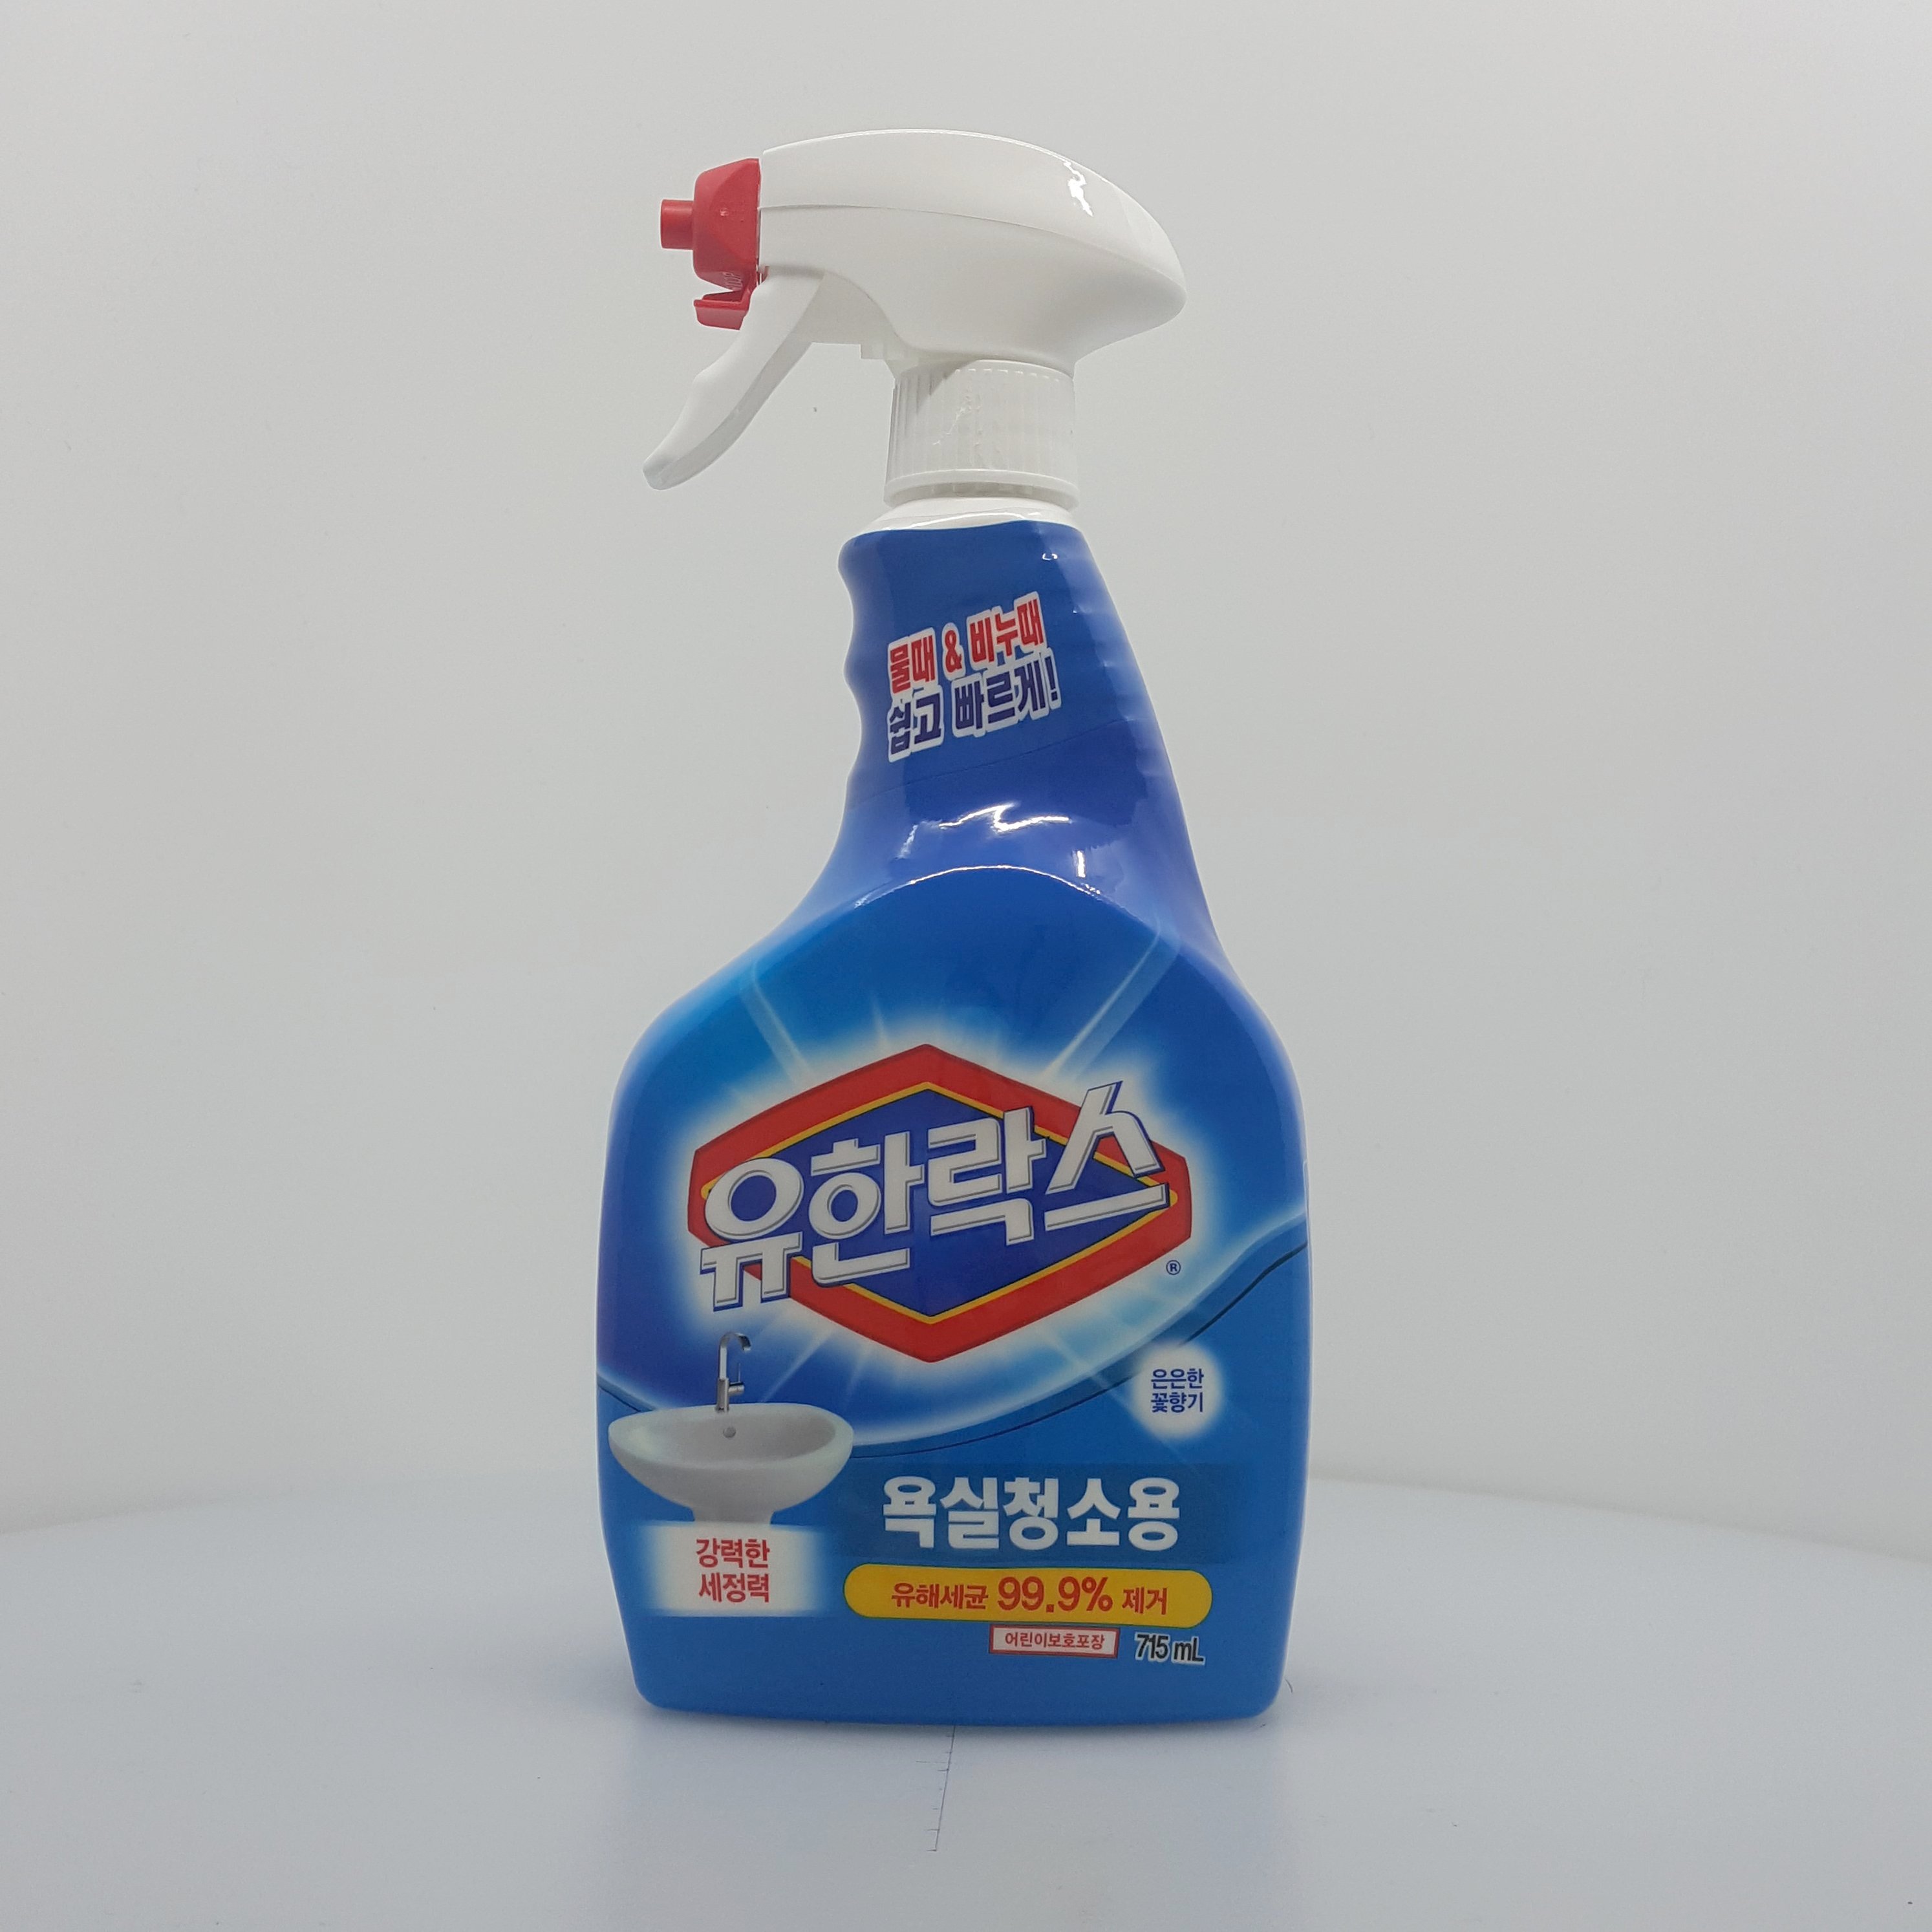 물때 & 비누때
쉽고 빠르게!
유한락스
®
은은한
꽃향기
욕실청소용
강력한
세정력
유해세균 99.9% 제거
어린이보호포장
715 mL